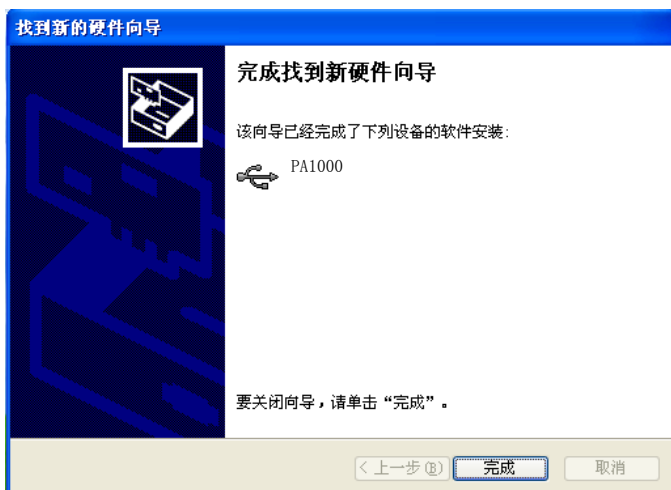 找到新的硬件向导
完成找到新硬件向导
该向导已经完成了下列设备的软件安装:
PA1000
要关闭向导，请单击“完成”。
< 上一步(B)
完成
取消